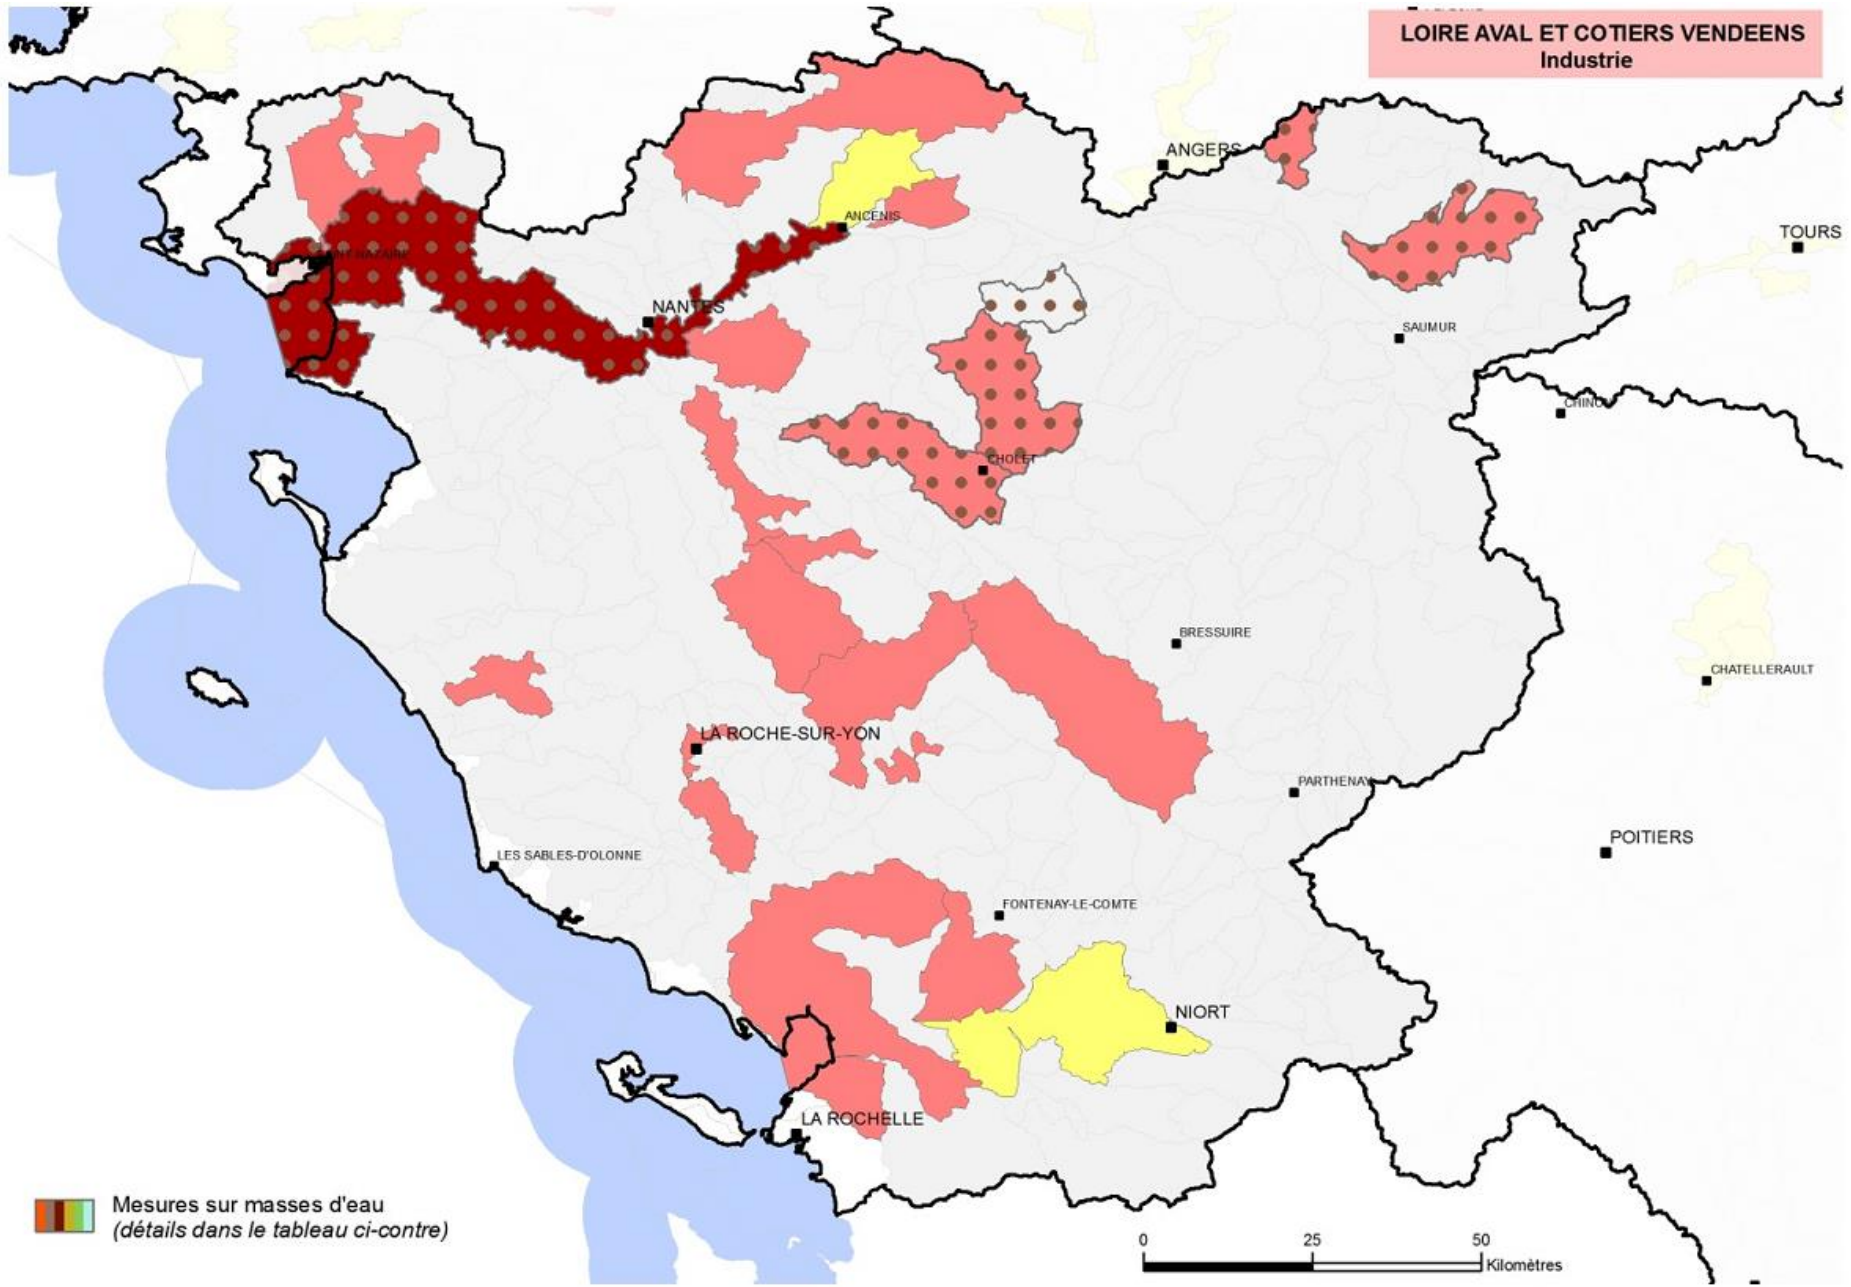 LOIRE AVAL ET COTIERS VENDEENS
Industrie
ANGERS
ANCENIS
TOURS
NANTES
SAUMUR
CHINON
CHOLET
BRESSUIRE
CHATELLERAULT
LA ROCHE-SUR-YON
PARTHENAY
POITIERS
LES SABLES-D'OLONNE
FONTENAY-LE-COMTE
NIORT
LA ROCHELLE
Mesures sur masses d'eau
(détails dans le tableau ci-contre)
0 25 50
Kilomètres